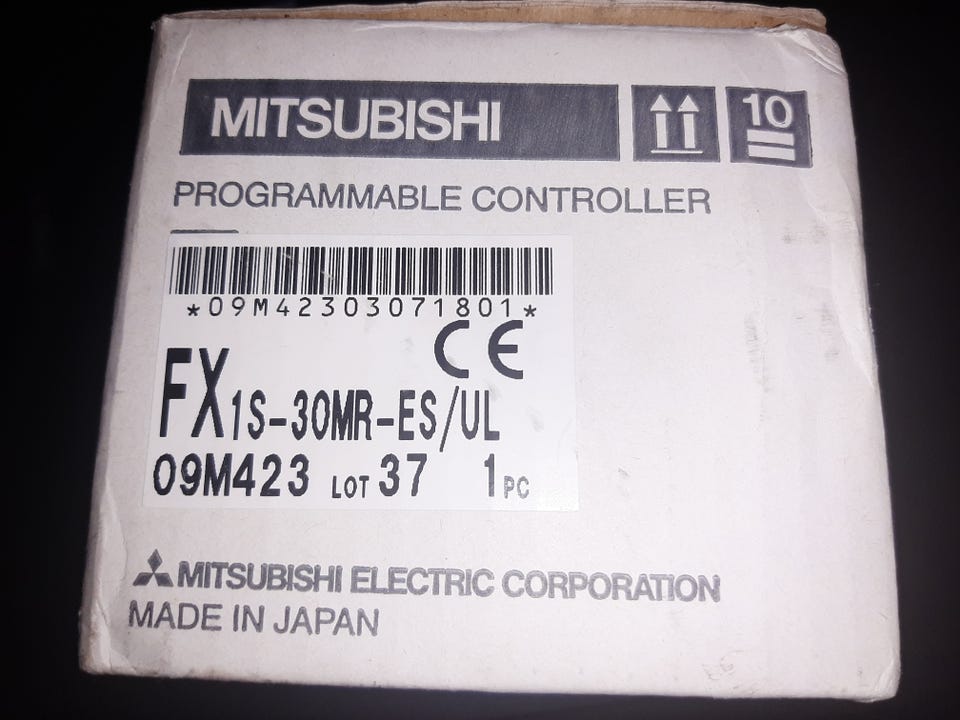 MITSUBISHI
10
PROGRAMMABLE CONTROLLER
*09M42303071801*
CE
FX1S-30MR-ES/UL
09M423 LOT 37 1PC
MITSUBISHI ELECTRIC CORPORATION
MADE IN JAPAN